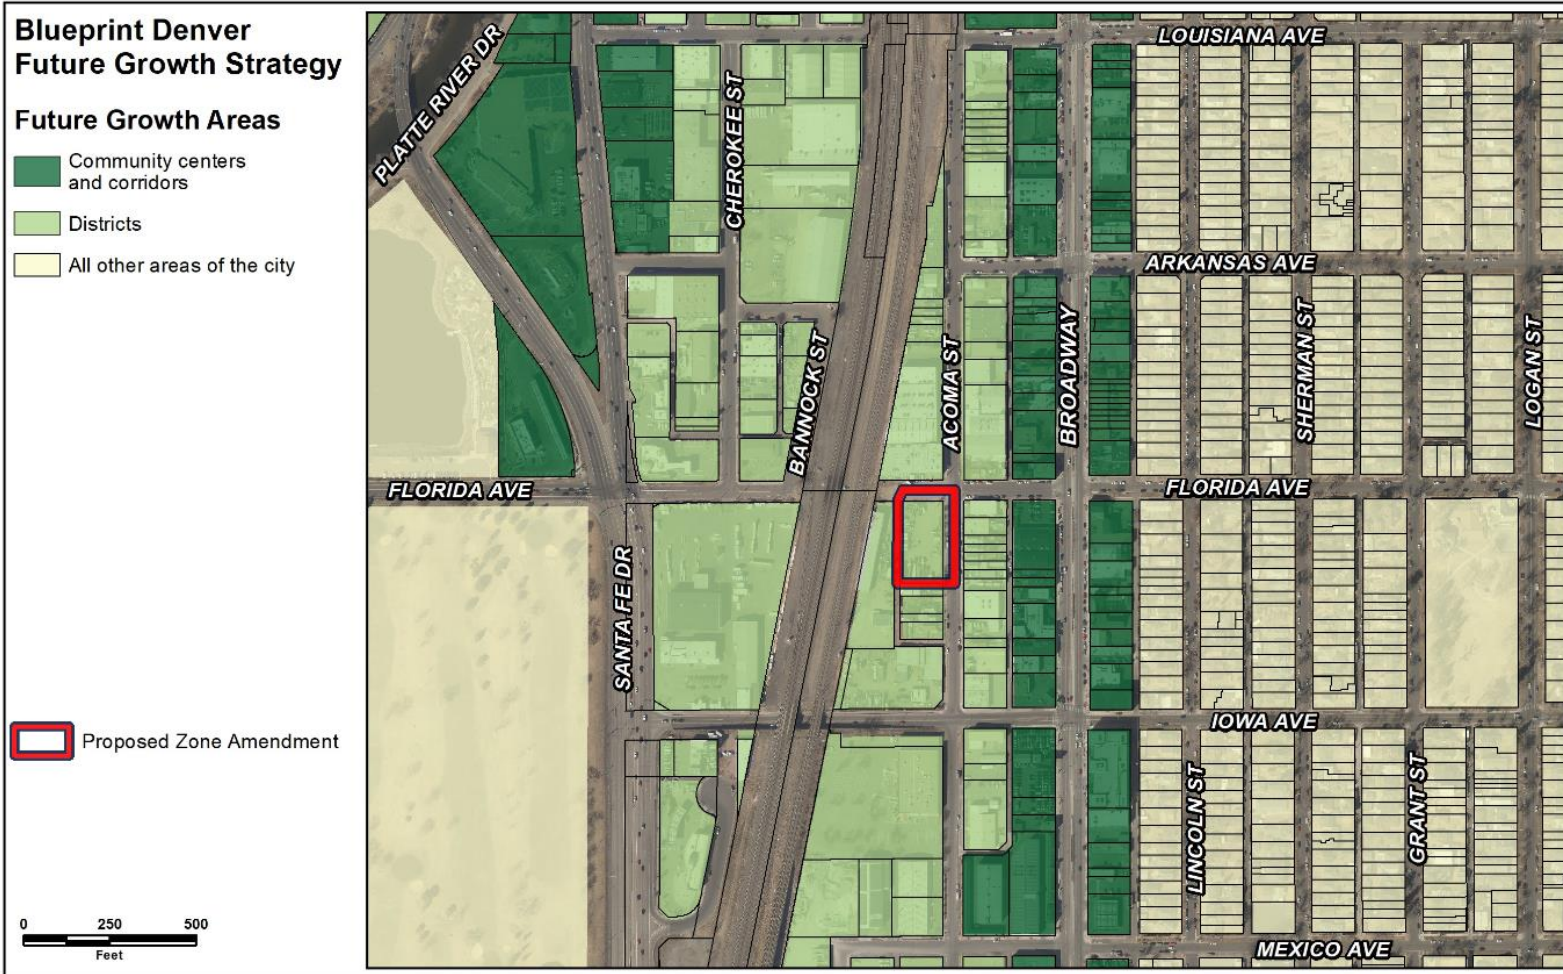 Blueprint Denver
Future Growth Strategy
Future Growth Areas
Community centers
and corridors
Districts
All other areas of the city
Proposed Zone Amendment
0 250 500
Feet
LOUISIANA AVE
PLATTE RIVER DR
CHEROKEE ST
ARKANSAS AVE
BANNOCK ST
ACOMA ST
BROADWAY
SHERMAN ST
LOGAN ST
FLORIDA AVE
FLORIDA AVE
SANTA FE DR
IOWA AVE
LINCOLN ST
GRANT ST
MEXICO AVE